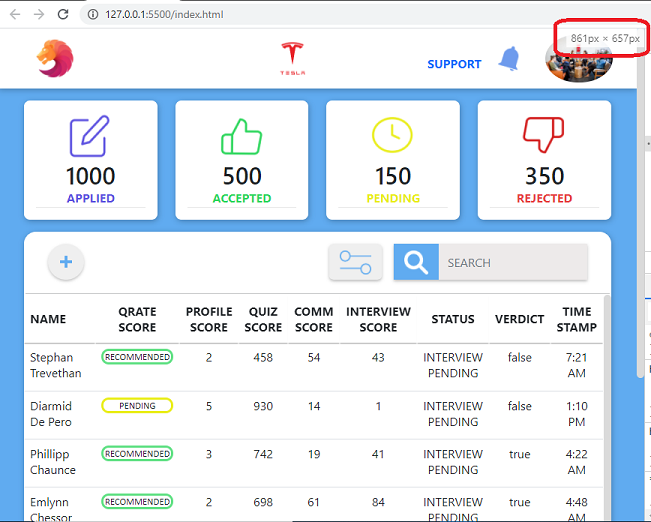 127.0.0.1:5500/index.html
861px × 657px
TESLA
SUPPORT
1000 500 150 350
APPLIED ACCEPTED PENDING REJECTED
+
SEARCH
NAME QRATE SCORE PROFILE SCORE QUIZ SCORE COMM SCORE INTERVIEW SCORE STATUS VERDICT TIME STAMP
Stephan Trevethan RECOMMENDED 2 458 54 43 INTERVIEW PENDING false 7:21 AM
Diarmid De Pero PENDING 5 930 14 1 INTERVIEW PENDING false 1:10 PM
Phillipp Chaunce RECOMMENDED 3 742 19 41 INTERVIEW PENDING true 4:22 AM
Emlynn Chessor RECOMMENDED 2 698 61 84 INTERVIEW PENDING true 4:48 AM